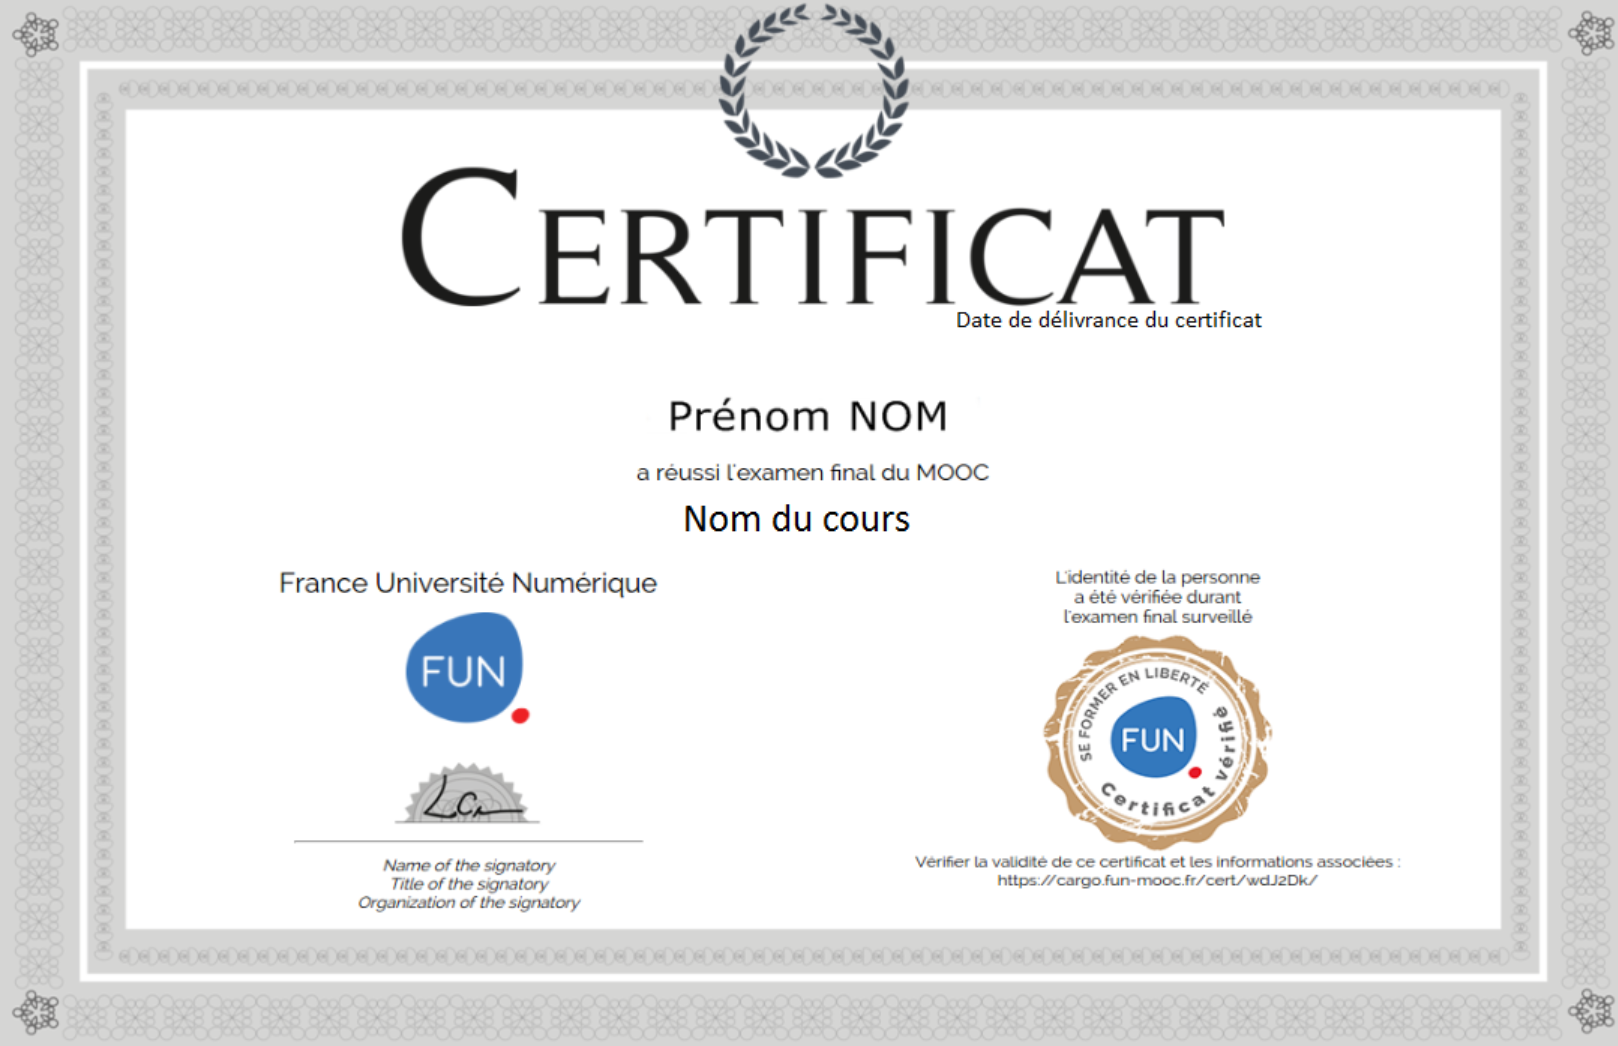 CERTIFICAT
Date de délivrance du certificat
Prénom NOM
a réussi l'examen final du MOOC
Nom du cours
France Université Numérique
FUN
Name of the signatory
Title of the signatory
Organization of the signatory
L'identité de la personne
a été vérifiée durant
l'examen final surveillé
SE FORMER EN LIBERTÉ
FUN
Certificat vérifié
Vérifier la validité de ce certificat et les informations associées :
https://cargo.fun-mooc.fr/cert/wdJ2Dk/